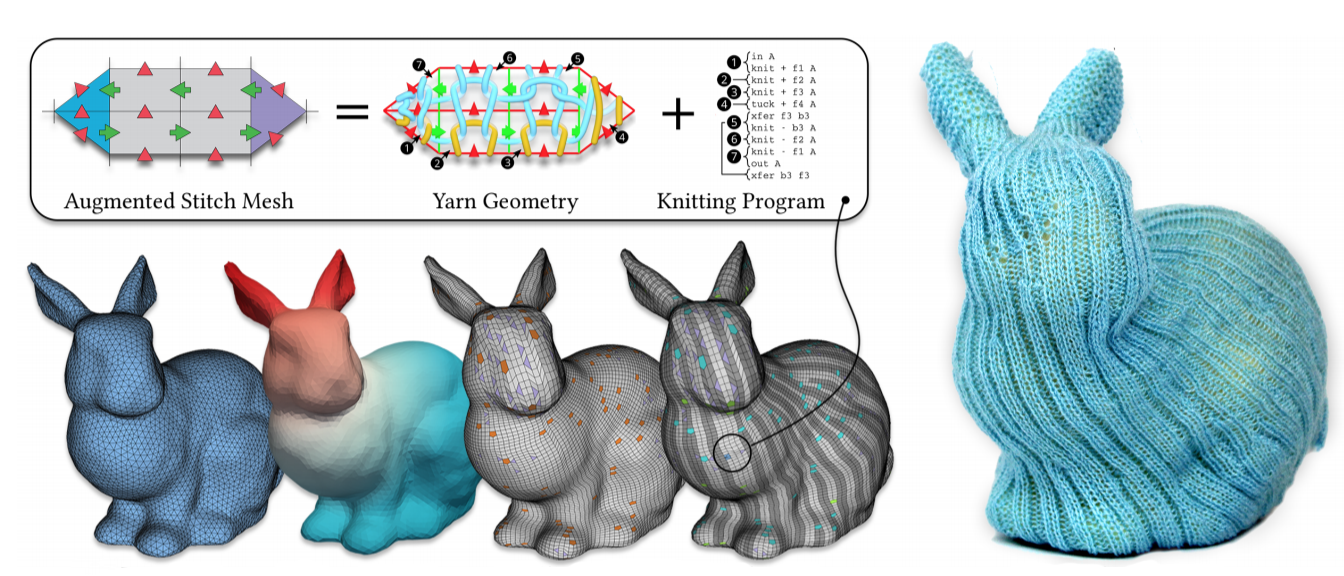 7
6
5
1
2
3
4
=
+
1
2
3
4
5
6
7
in A
knit + f1 A
knit + f2 A
knit + f3 A
tuck + f4 A
xfer f3 b3
knit - b3 A
knit - f2 A
knit - f1 A
out A
xfer b3 f3
Augmented Stitch Mesh
Yarn Geometry
Knitting Program